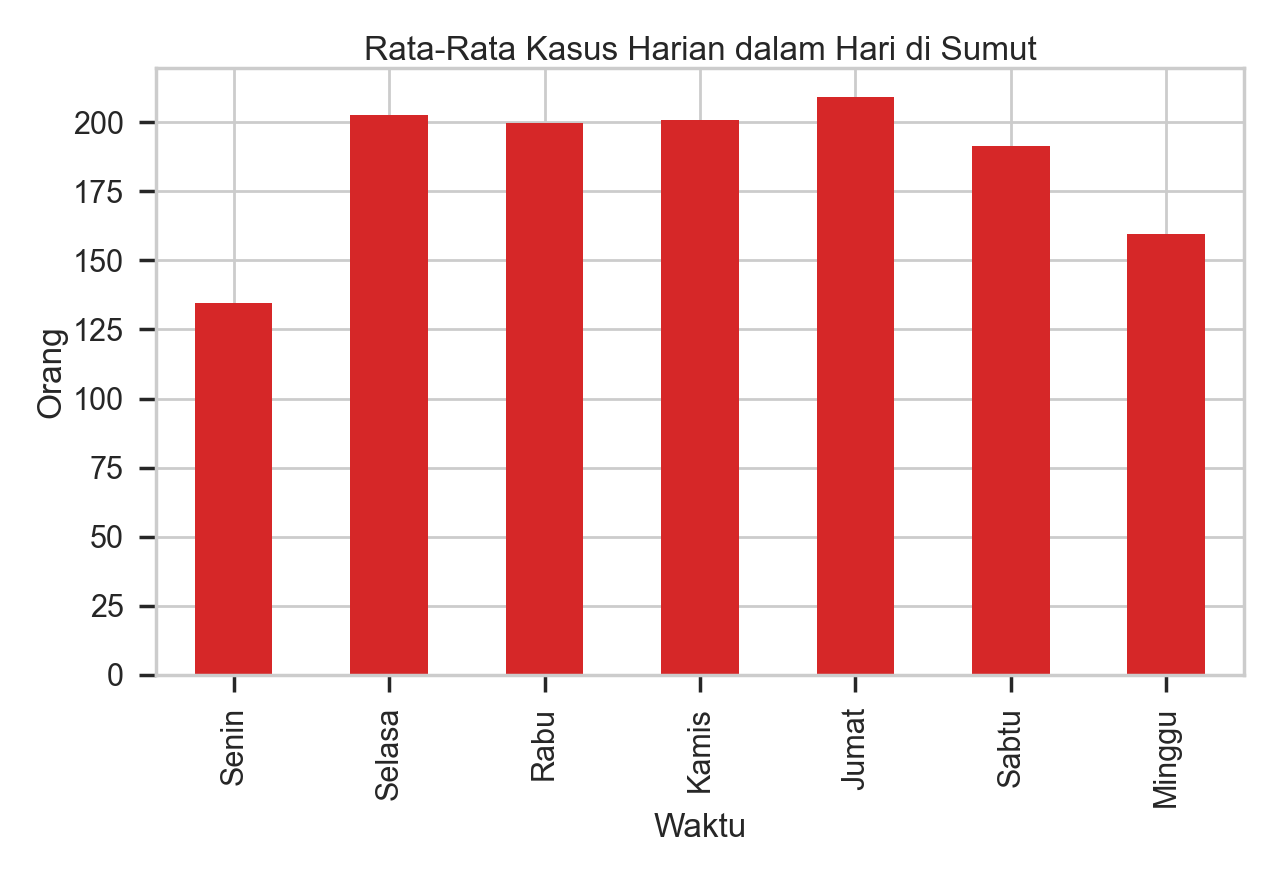 Rata-Rata Kasus Harian dalam Hari di Sumut
200
175
150
125
100
75
50
25
0
Orang
Senin
Selasa
Rabu
Kamis
Jumat
Sabtu
Minggu
Waktu